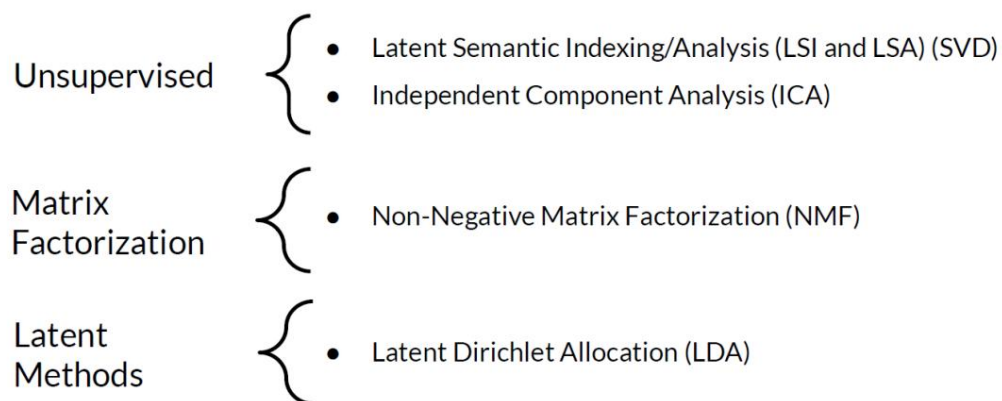 Unsupervised
• Latent Semantic Indexing/Analysis (LSI and LSA) (SVD)
• Independent Component Analysis (ICA)
Matrix
Factorization
• Non-Negative Matrix Factorization (NMF)
Latent
Methods
• Latent Dirichlet Allocation (LDA)